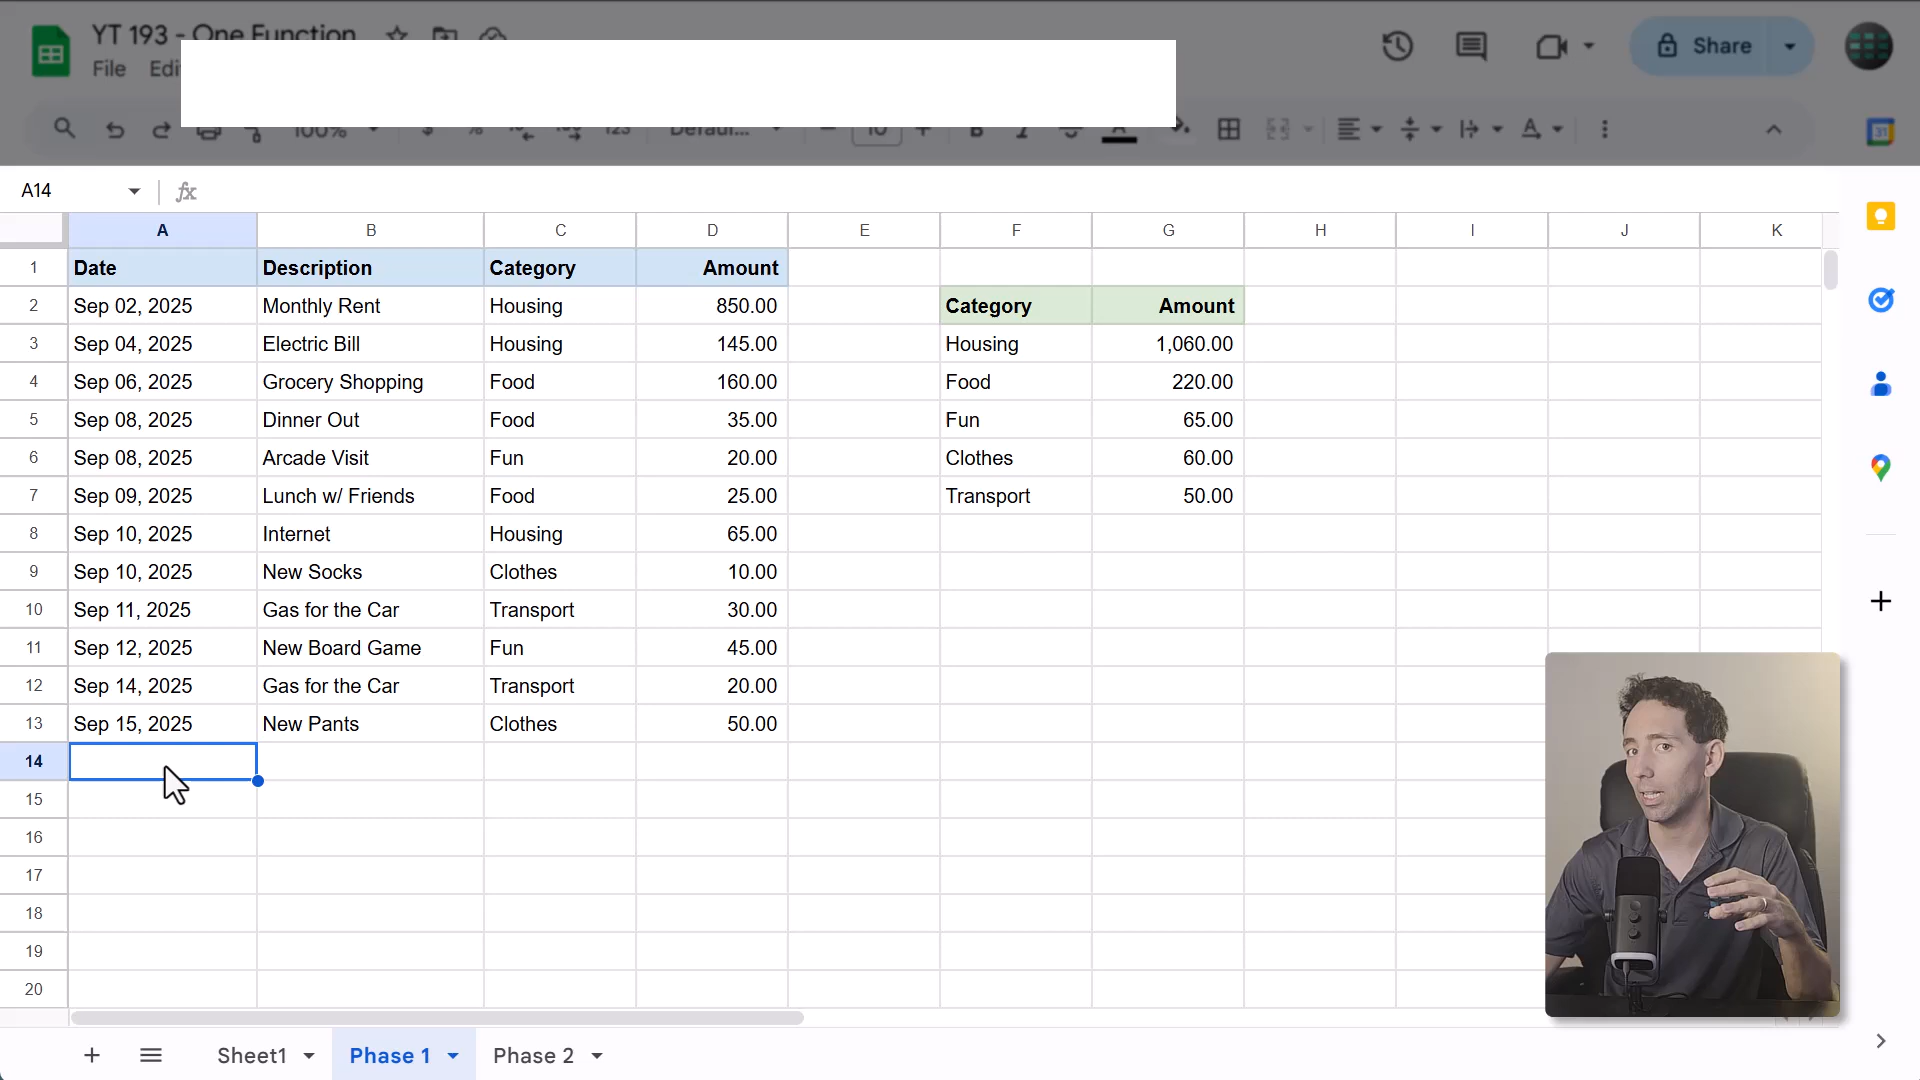 YT 193 - One Function
File Edi
Share
100% $ % 123 Defaul... 10 B I A
31
A14 fx
A B C D E F G H I J K
1 Date Description Category Amount
2 Sep 02, 2025 Monthly Rent Housing 850.00 Category Amount
3 Sep 04, 2025 Electric Bill Housing 145.00 Housing 1,060.00
4 Sep 06, 2025 Grocery Shopping Food 160.00 Food 220.00
5 Sep 08, 2025 Dinner Out Food 35.00 Fun 65.00
6 Sep 08, 2025 Arcade Visit Fun 20.00 Clothes 60.00
7 Sep 09, 2025 Lunch w/ Friends Food 25.00 Transport 50.00
8 Sep 10, 2025 Internet Housing 65.00
9 Sep 10, 2025 New Socks Clothes 10.00
10 Sep 11, 2025 Gas for the Car Transport 30.00
11 Sep 12, 2025 New Board Game Fun 45.00
12 Sep 14, 2025 Gas for the Car Transport 20.00
13 Sep 15, 2025 New Pants Clothes 50.00
14
15
16
17
18
19
20
Sheet1 Phase 1 Phase 2